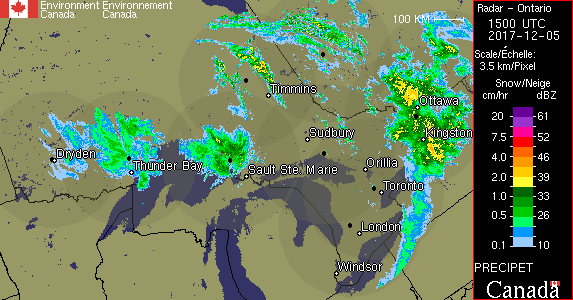 Environment Environnement
Canada Canada
100 KM
Timmins
Ottawa
Kingston
Sudbury
Dryden
Thunder Bay
Sault Ste. Marie
Orillia
Toronto
London
Windsor
Radar - Ontario
1500 UTC
2017-12-05
Scale/Échelle:
3.5 km/Pixel
Snow/Neige
cm/hr dBZ
20 61
7.5 57
5.0 52
4.0 46
2.0 39
1.0 33
0.5 26
0.1 10
PRECIPET
Canada